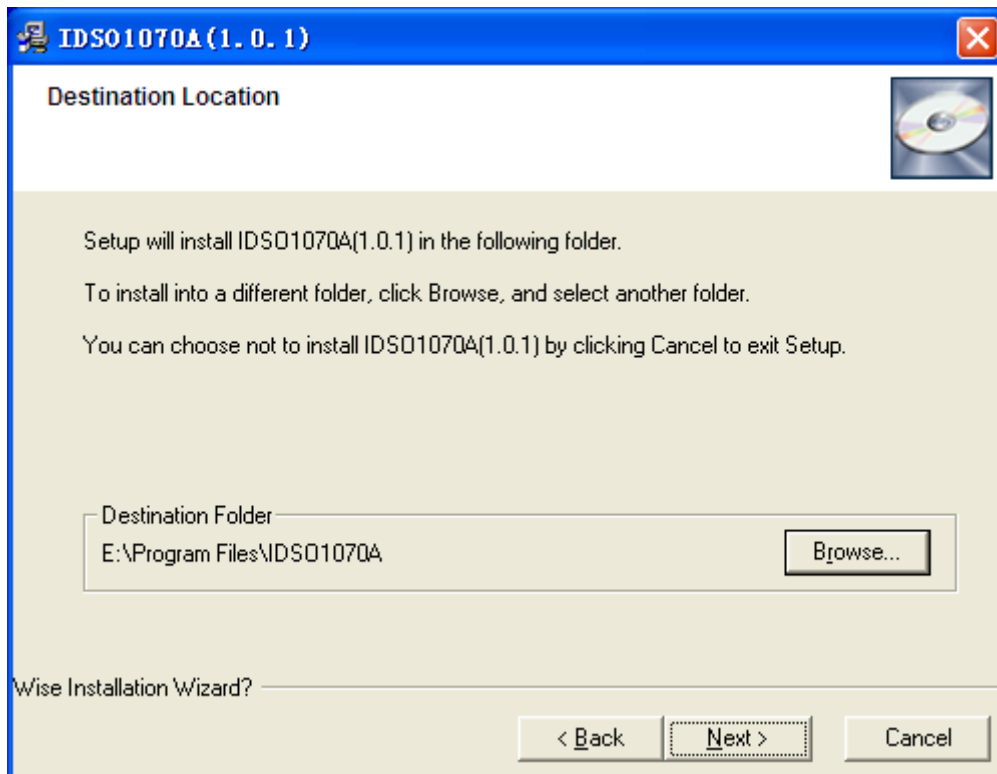 IDSO1070A(1.0.1)
Destination Location
Setup will install IDSO1070A(1.0.1) in the following folder.
To install into a different folder, click Browse, and select another folder.
You can choose not to install IDSO1070A(1.0.1) by clicking Cancel to exit Setup.
Destination Folder
E:\Program Files\IDSO1070A
Browse...
Wise Installation Wizard?
< Back
Next >
Cancel